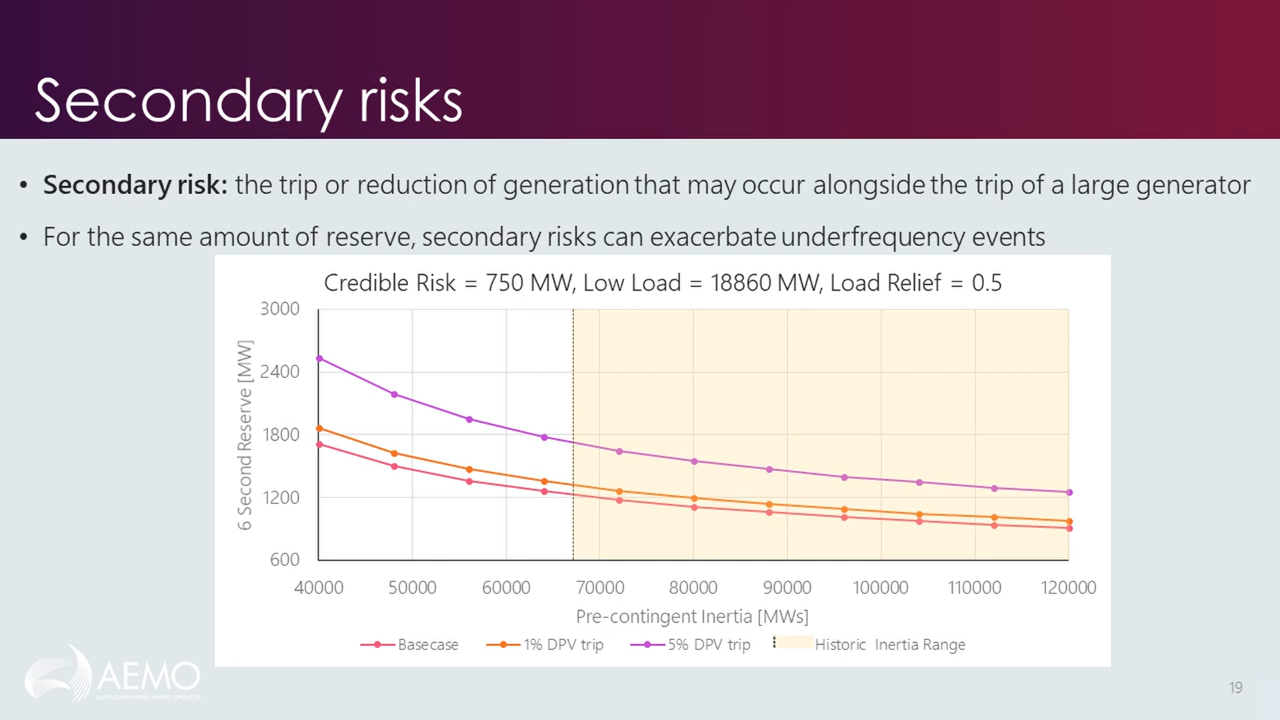 Secondary risks
• Secondary risk: the trip or reduction of generation that may occur alongside the trip of a large generator
• For the same amount of reserve, secondary risks can exacerbate underfrequency events
Credible Risk = 750 MW, Low Load = 18860 MW, Load Relief = 0.5
6 Second Reserve [MW]
3000
2400
1800
1200
600
40000 50000 60000 70000 80000 90000 100000 110000 120000
Pre-contingent Inertia [MWs]
Basecase 1% DPV trip 5% DPV trip Historic Inertia Range
AEMO
AUSTRALIAN ENERGY MARKET OPERATOR
19